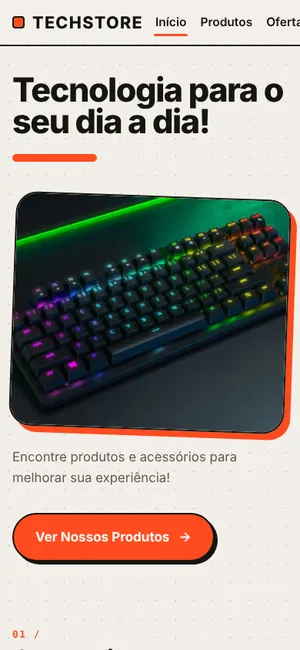 TECHSTORE Início Produtos Oferta
Tecnologia para o
seu dia a dia!
Encontre produtos e acessórios para
melhorar sua experiência!
Ver Nossos Produtos →
01 /